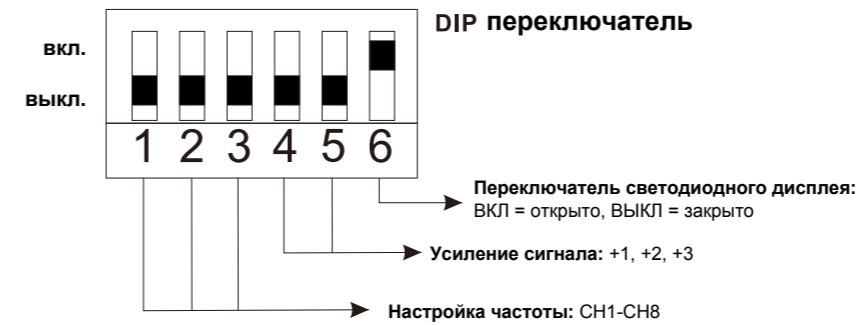 DIP переключатель
вкл.
выкл.
1 2 3 4 5 6
Переключатель светодиодного дисплея:
ВКЛ = открыто, ВЫКЛ = закрыто
Усиление сигнала: +1, +2, +3
Настройка частоты: CH1-CH8